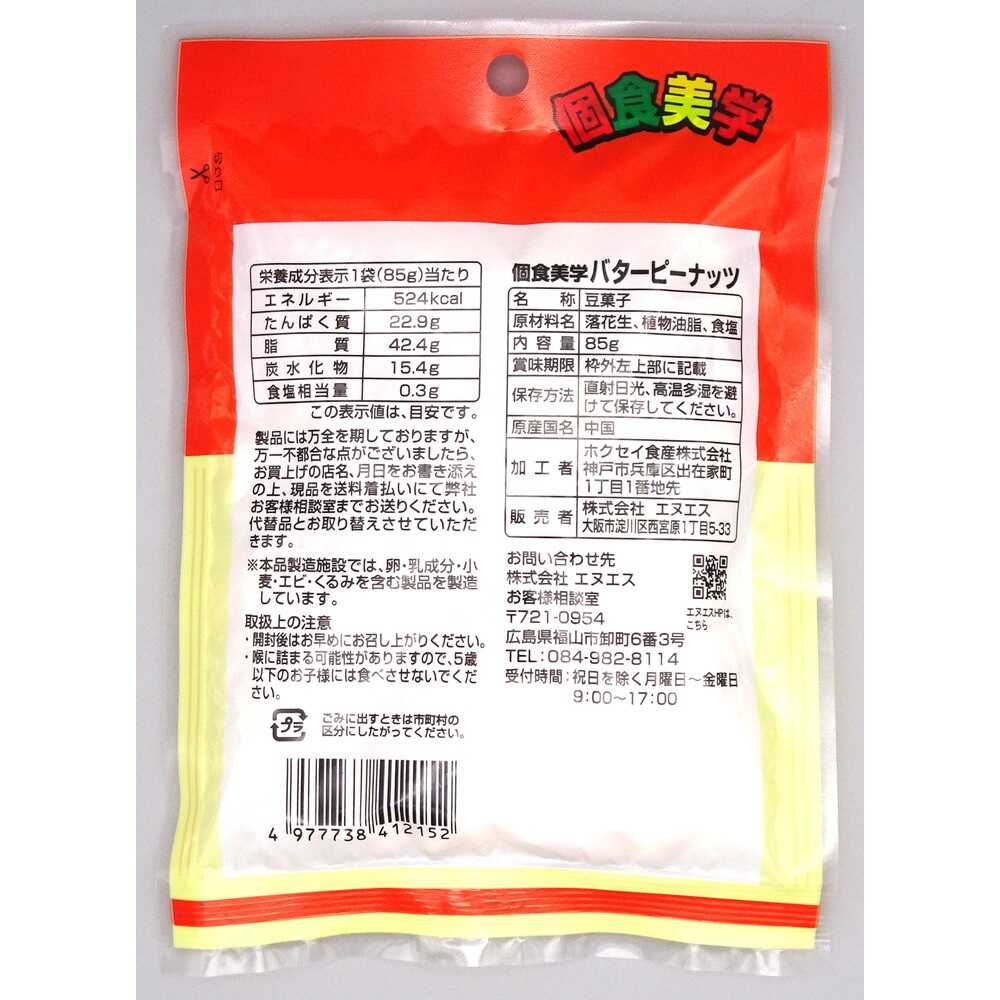 個食美学
切り口
栄養成分表示1袋(85g)当たり
エネルギー 524kcal
たんぱく質 22.9g
脂質 42.4g
炭水化物 15.4g
食塩相当量 0.3g
この表示値は、目安です。
製品には万全を期しておりますが、
万一不都合な点がございましたら、
お買上げの店名、月日をお書き添え
の上、現品を送料着払いにて弊社
お客様相談室までお送りください。
代替品とお取り替えさせていただ
きます。
※本品製造施設では、卵・乳成分・小
麦・エビ・くるみを含む製品を製造
しています。
取扱上の注意
・開封後はお早めにお召し上がりください。
・喉に詰まる可能性がありますので、5歳
以下のお子様には食べさせないでくだ
さい。
プラ
ごみに出すときは市町村の
区分にしたがってください。
4 977738 412152
個食美学バターピーナッツ
名称 豆菓子
原材料名 落花生、植物油脂、食塩
内容量 85g
賞味期限 枠外左上部に記載
保存方法 直射日光、高温多湿を避
けて保存してください。
原産国名 中国
加工者 ホクセイ食産株式会社
神戸市兵庫区出在家町
1丁目1番地先
販売者 株式会社 エヌエス
大阪市淀川区西宮原1丁目5-33
お問い合わせ先
株式会社 エヌエス
お客様相談室
〒721-0954
広島県福山市卸町6番3号
TEL:084-982-8114
受付時間:祝日を除く月曜日～金曜日
9:00～17:00
エヌエスHPは、
こちら